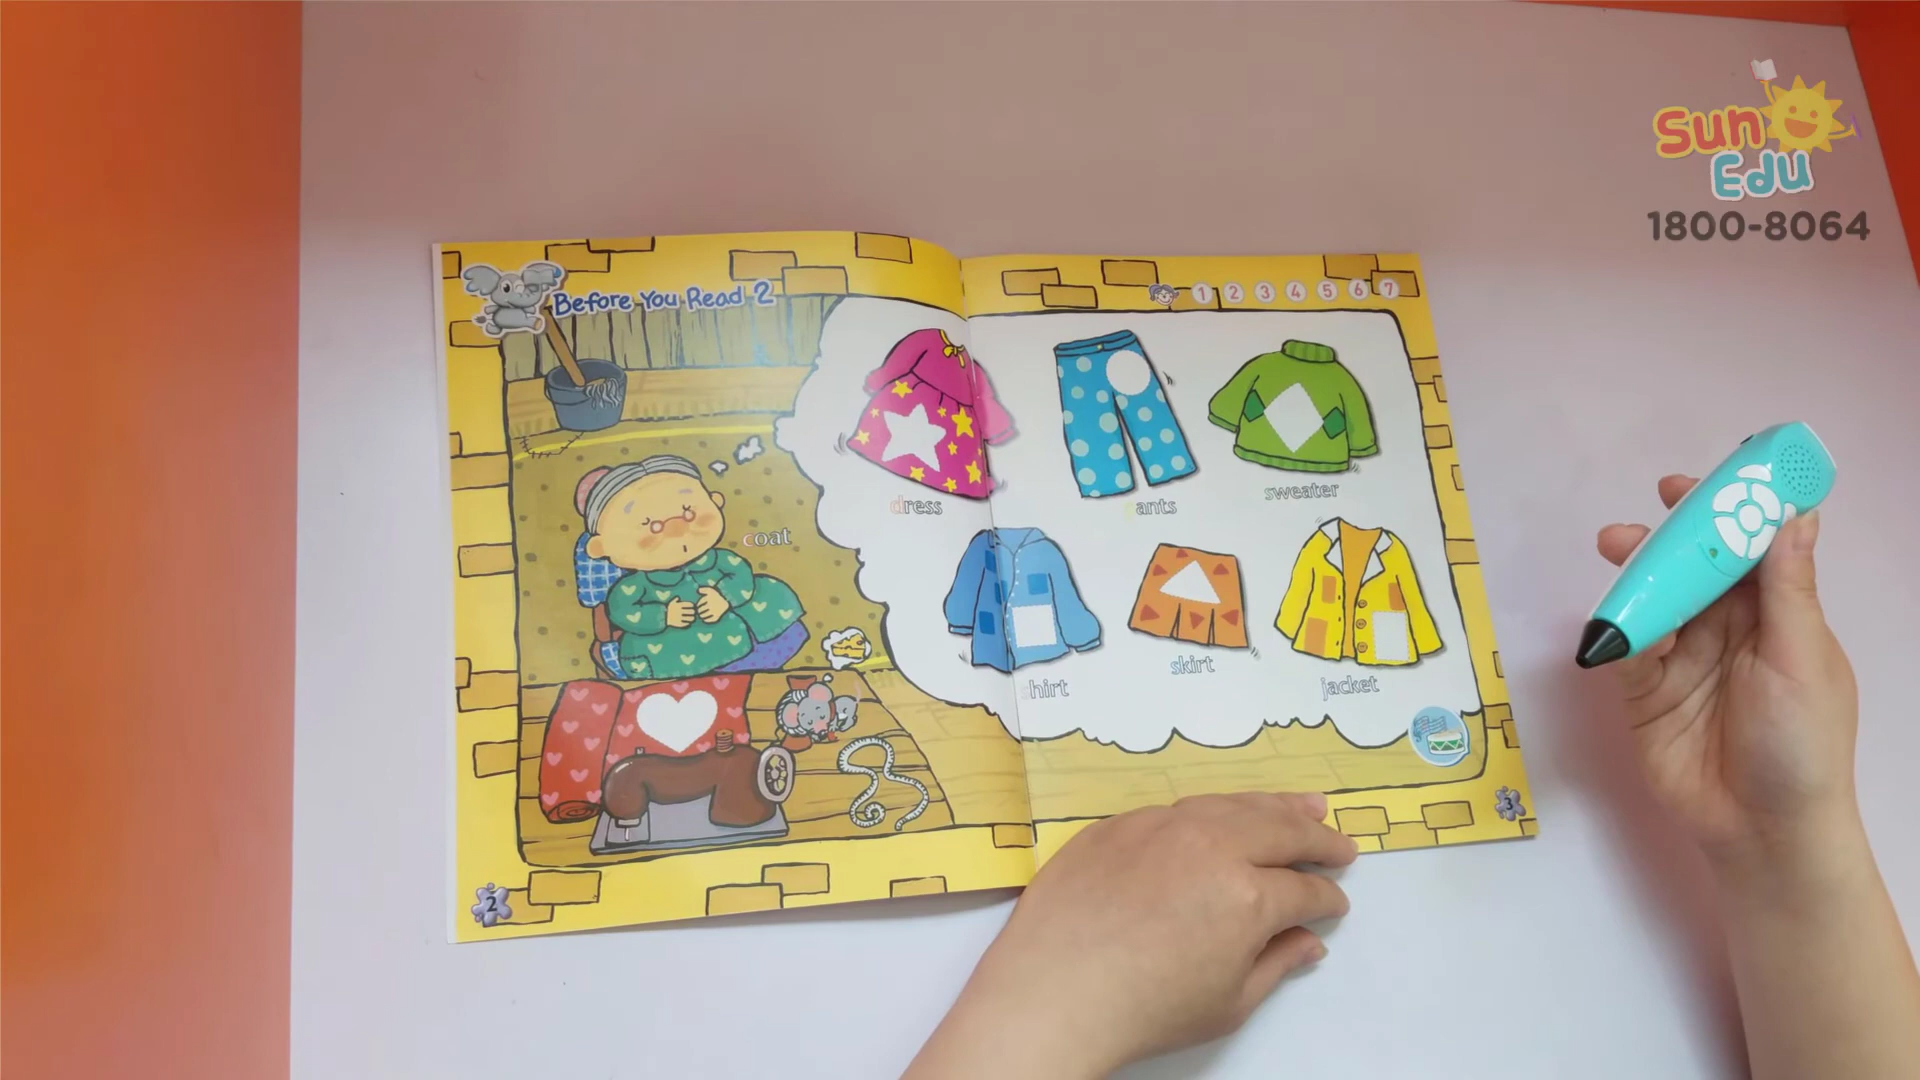 Sun
Edu
1800-8064
Before You Read 2
1 2 3 4 5 6 7
dress
pants
sweater
coat
shirt
skirt
jacket
2
3